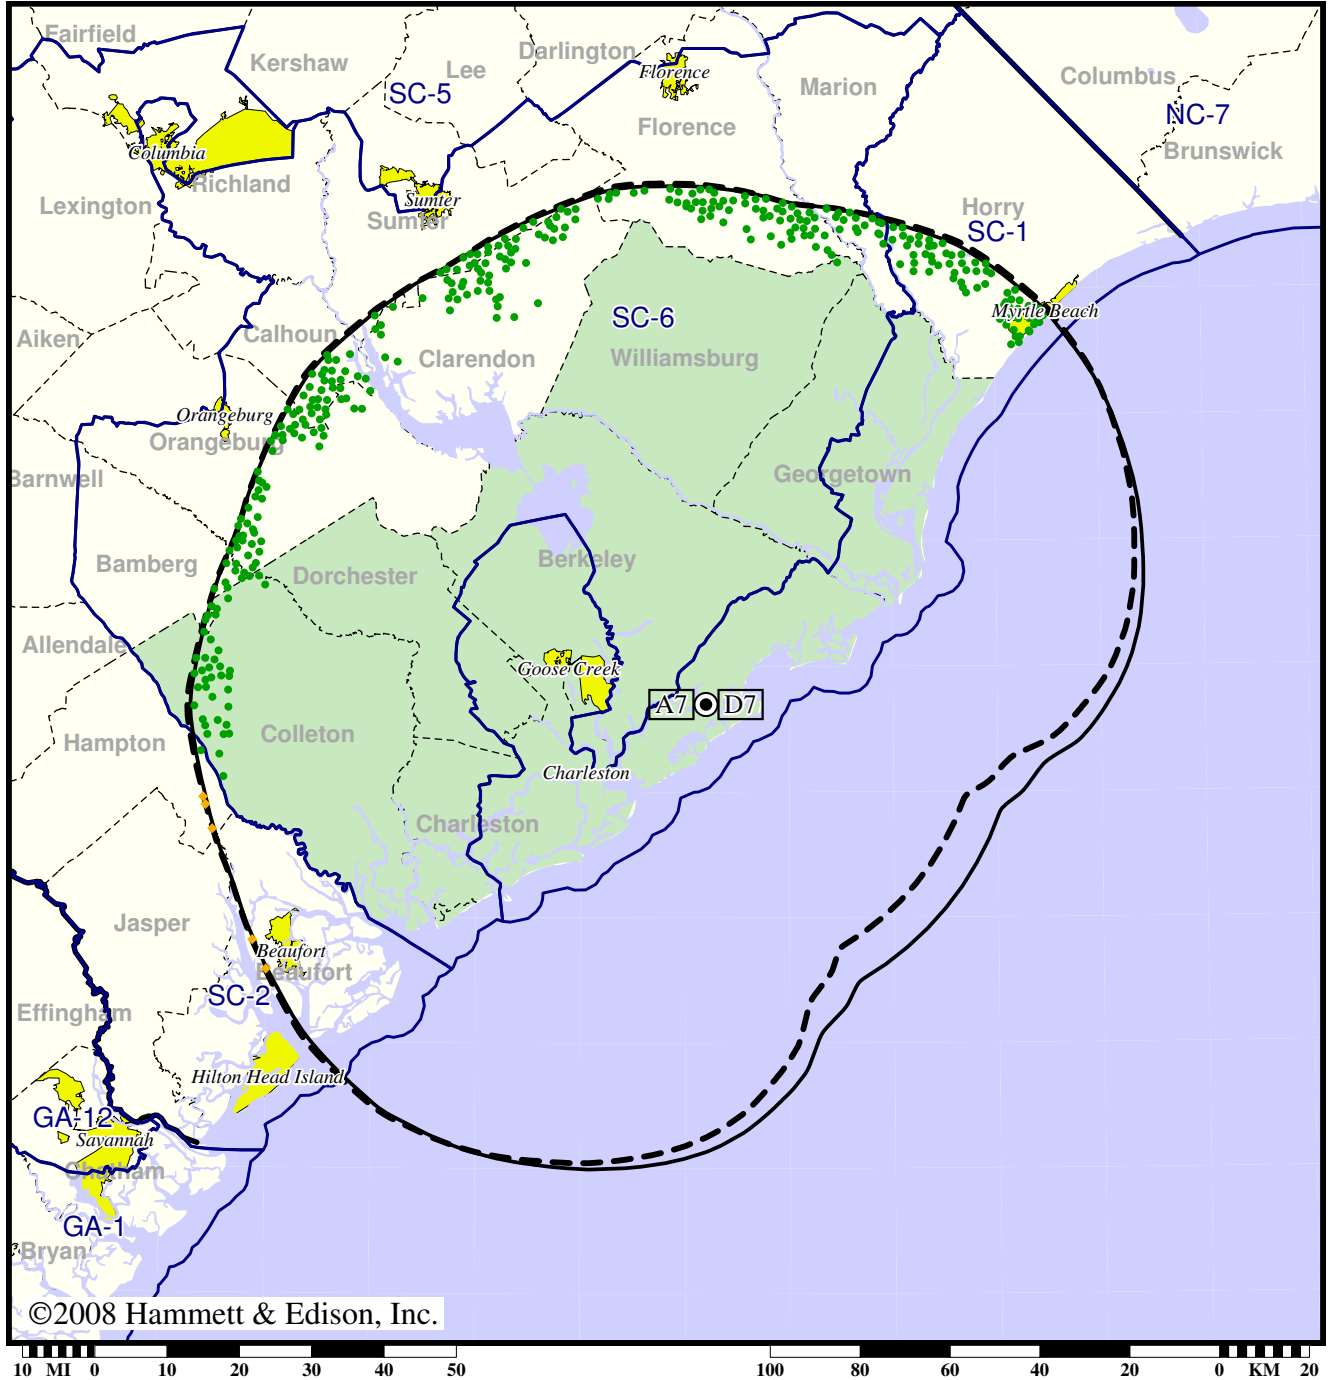 Fairfield
Kershaw
Darlington
Lee
Florence
SC-5
Marion
Columbus
NC-7
Florence
Columbia
Brunswick
Richland
Sumter
Sumter
Lexington
Horry
SC-1
Myrtle Beach
SC-6
Calhoun
Aiken
Clarendon
Williamsburg
Orangeburg
Orangeburg
Barnwell
Georgetown
Bamberg
Dorchester
Berkeley
Allendale
Goose Creek
A7 D7
Colleton
Hampton
Charleston
Charleston
Jasper
Beaufort
Beaufort
SC-2
Effingham
Hilton Head Island
GA-12
Savannah
Chatham
GA-1
Bryan
©2008 Hammett & Edison, Inc.
10 MI 0 10 20 30 40 50 100 80 60 40 20 0 KM 20